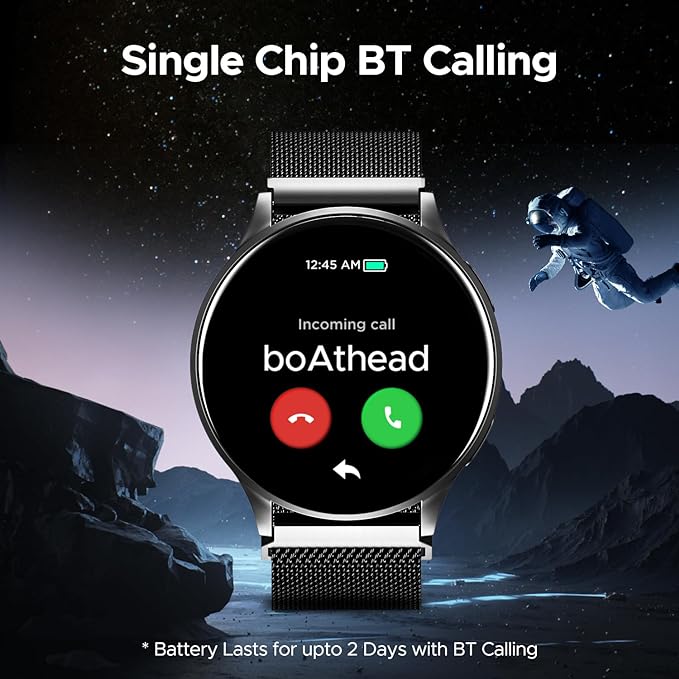 Single Chip BT Calling
12:45 AM
Incoming call
boAthead
* Battery Lasts for upto 2 Days with BT Calling